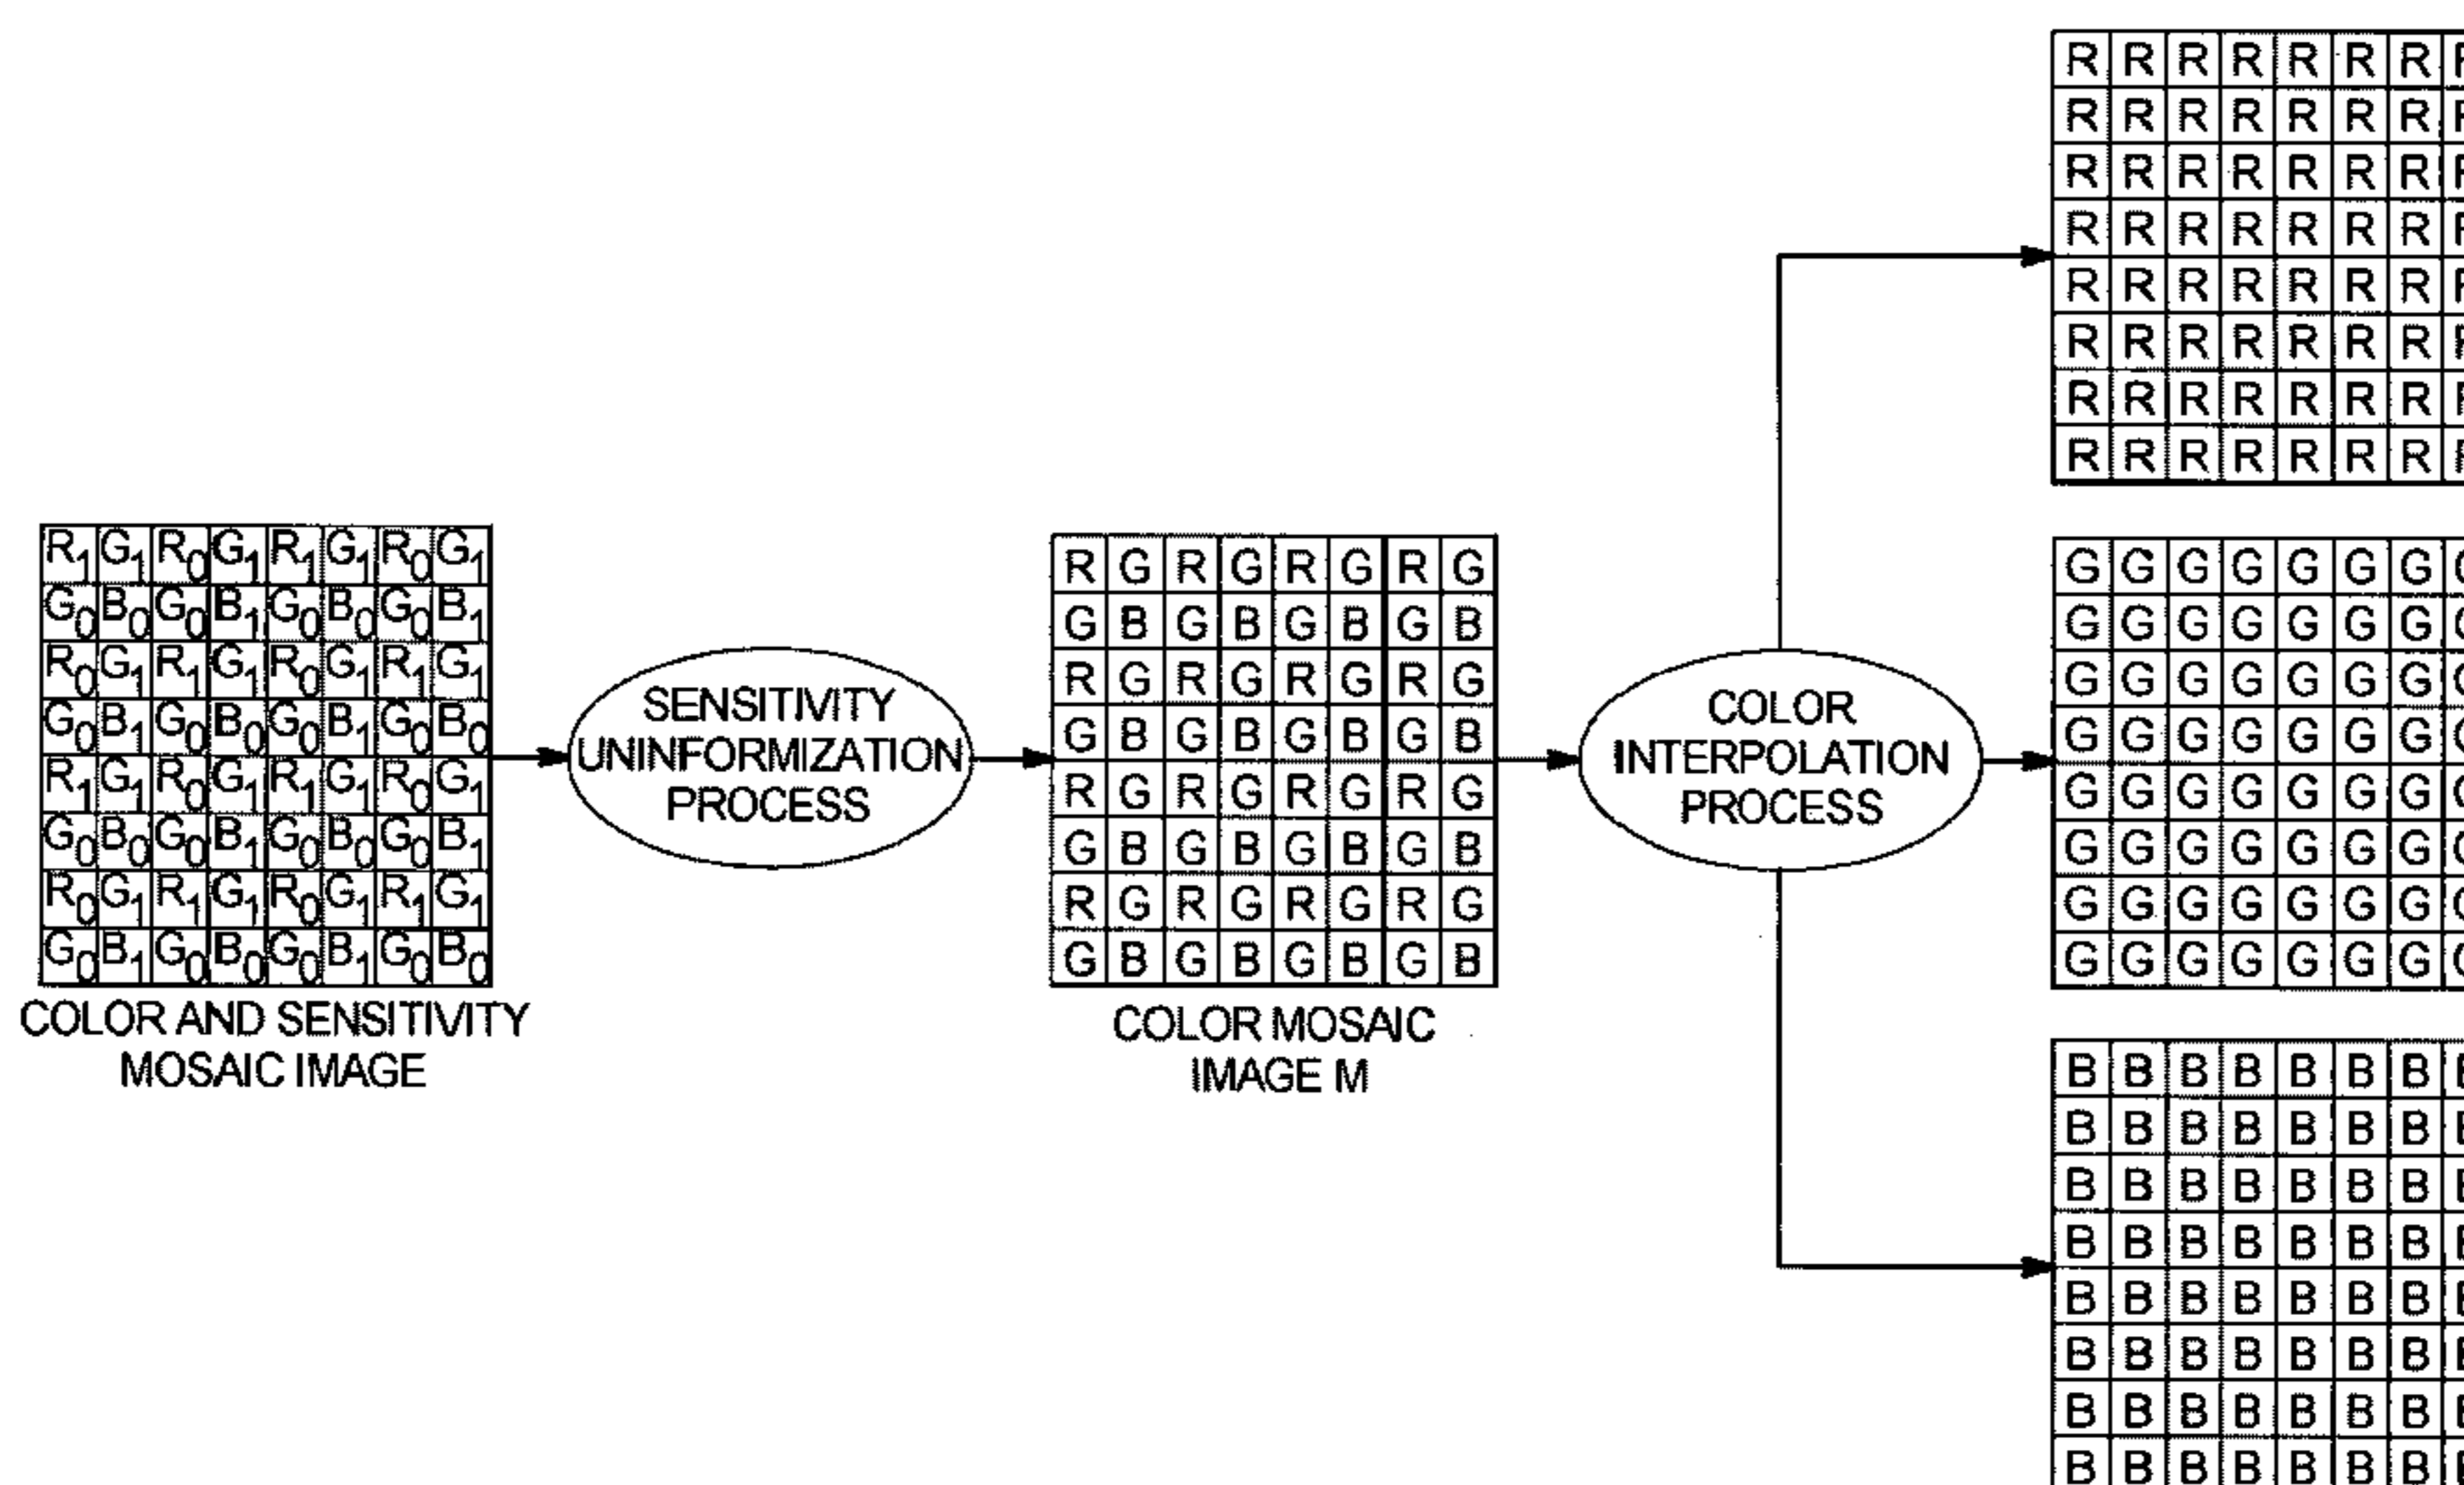 R₁ G₁ R₀ G₁ R₁ G₁ R₀ G₁
G₀ B₀ G₀ B₁ G₀ B₀ G₀ B₁
R₀ G₁ R₁ G₁ R₀ G₁ R₁ G₁
G₀ B₁ G₀ B₀ G₀ B₁ G₀ B₀
R₁ G₁ R₀ G₁ R₁ G₁ R₀ G₁
G₀ B₀ G₀ B₁ G₀ B₀ G₀ B₁
R₀ G₁ R₁ G₁ R₀ G₁ R₁ G₁
G₀ B₁ G₀ B₀ G₀ B₁ G₀ B₀
COLOR AND SENSITIVITY
MOSAIC IMAGE
SENSITIVITY
UNINFORMIZATION
PROCESS
R G R G R G R G
G B G B G B G B
R G R G R G R G
G B G B G B G B
R G R G R G R G
G B G B G B G B
R G R G R G R G
G B G B G B G B
COLOR MOSAIC
IMAGE M
COLOR
INTERPOLATION
PROCESS
R R R R R R R
R R R R R R R
R R R R R R R
R R R R R R R
R R R R R R R
R R R R R R R
R R R R R R R
R R R R R R R
G G G G G G G
G G G G G G G
G G G G G G G
G G G G G G G
G G G G G G G
G G G G G G G
G G G G G G G
G G G G G G G
B B B B B B B
B B B B B B B
B B B B B B B
B B B B B B B
B B B B B B B
B B B B B B B
B B B B B B B
B B B B B B B